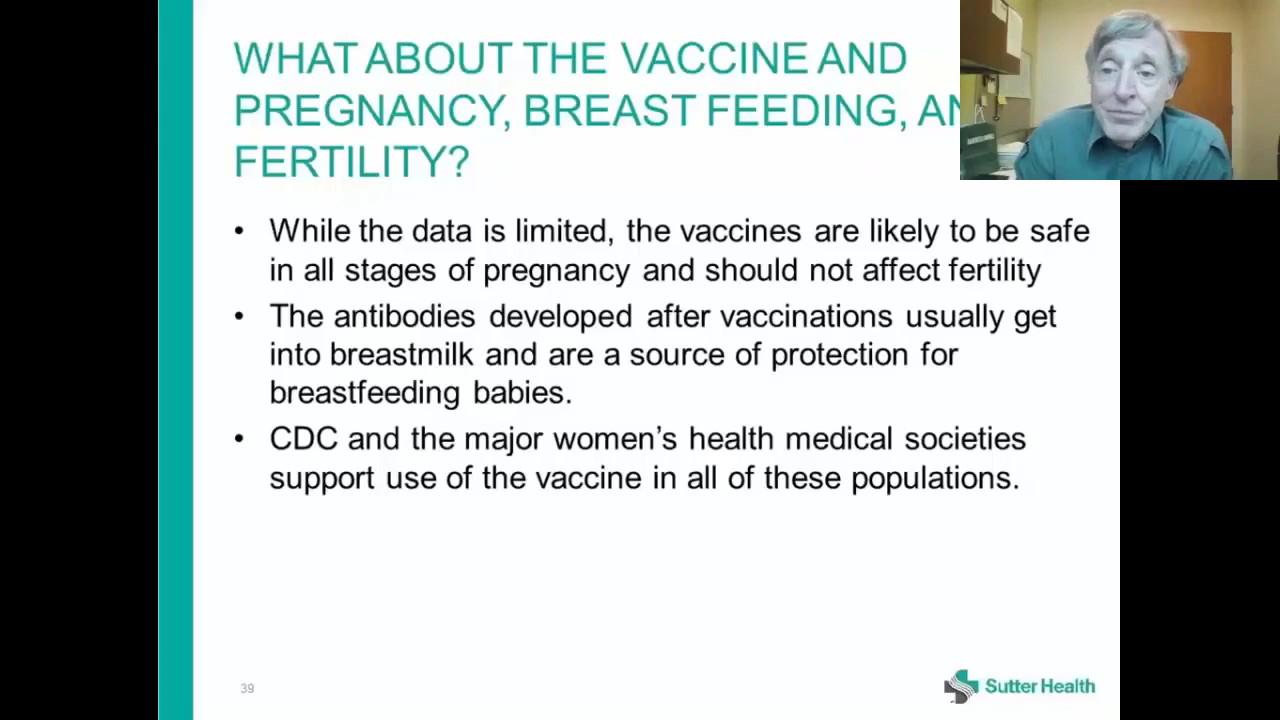 WHAT ABOUT THE VACCINE AND
PREGNANCY, BREAST FEEDING,
FERTILITY?
• While the data is limited, the vaccines are likely to be safe
in all stages of pregnancy and should not affect fertility
• The antibodies developed after vaccinations usually get
into breastmilk and are a source of protection for
breastfeeding babies.
• CDC and the major women’s health medical societies
support use of the vaccine in all of these populations.
39
Sutter Health